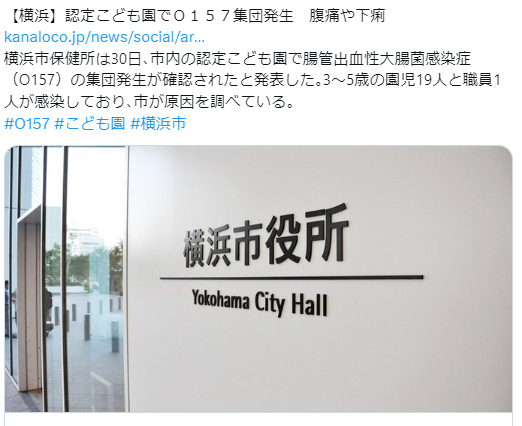 【横浜】認定こども園でＯ１５７集団発生　腹痛や下痢
kanaloco.jp/news/social/ar…
横浜市保健所は30日、市内の認定こども園で腸管出血性大腸菌感染症
（O157）の集団発生が確認されたと発表した。3～5歳の園児19人と職員1
人が感染しており、市が原因を調べている。
#O157 #こども園 #横浜市
横浜市役所
Yokohama City Hall